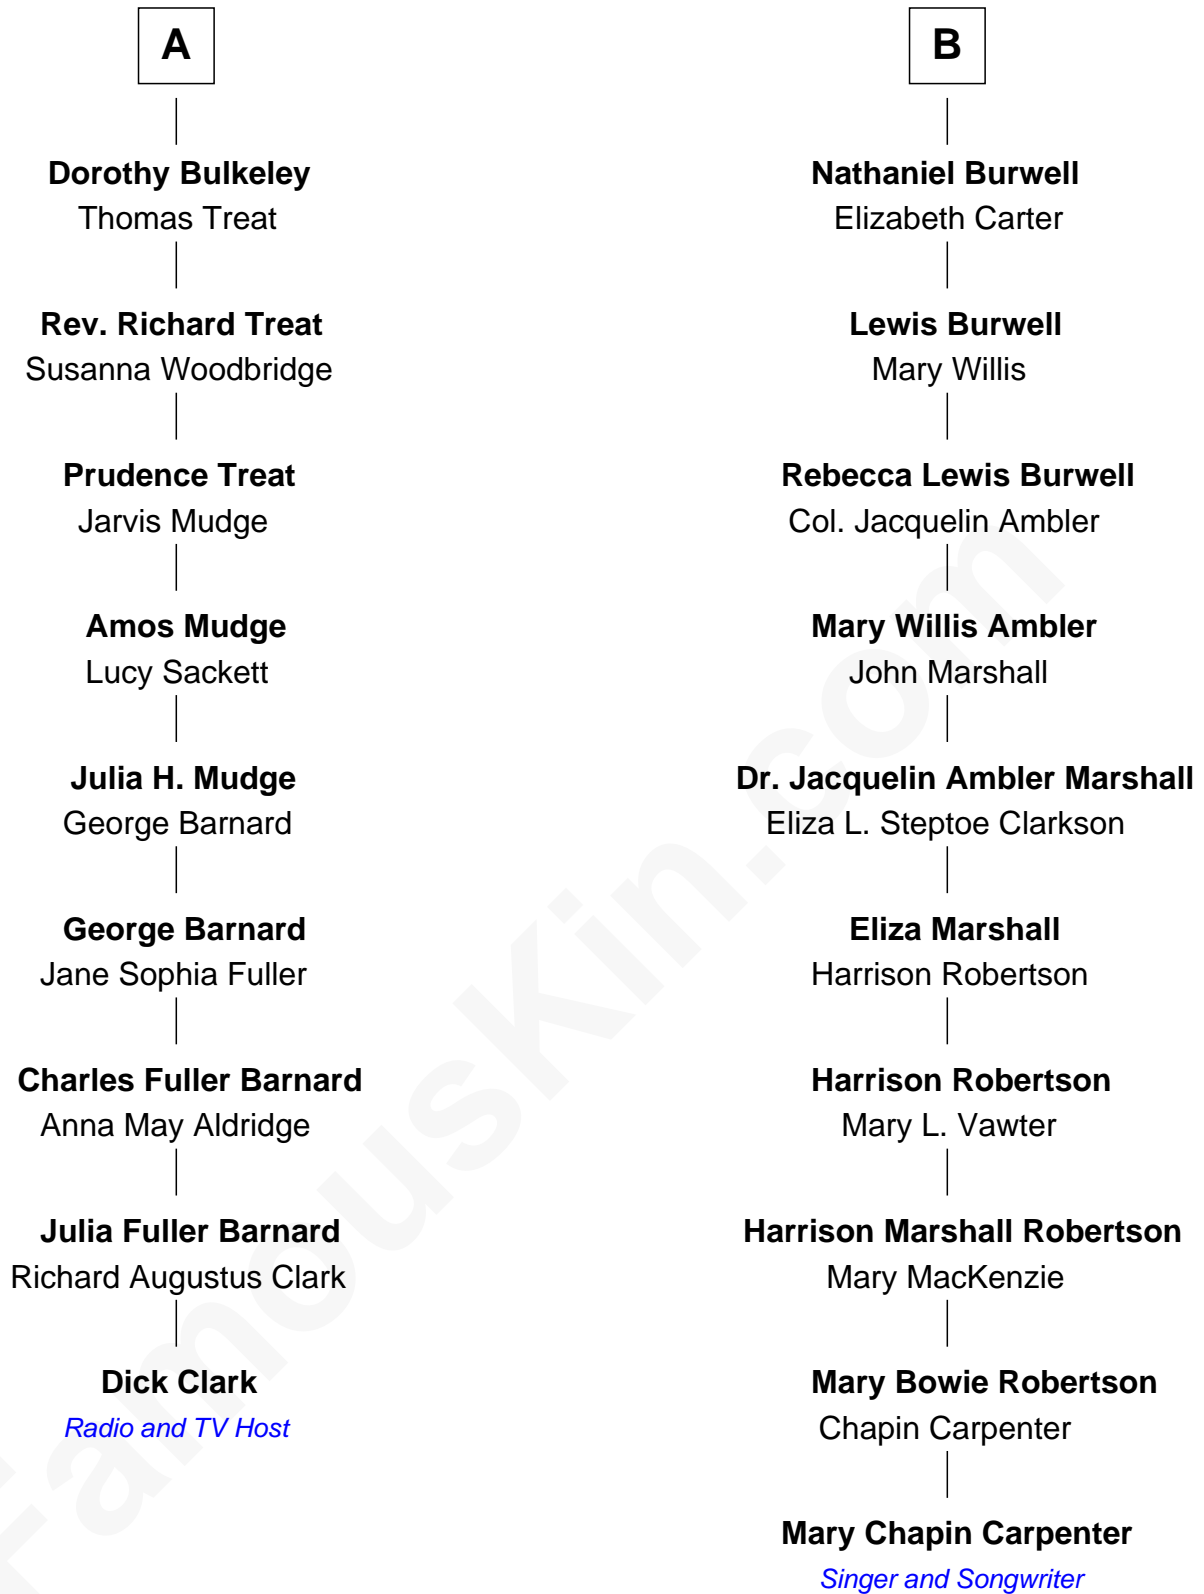 A
Dorothy Bulkeley
Thomas Treat
Rev. Richard Treat
Susanna Woodbridge
Prudence Treat
Jarvis Mudge
Amos Mudge
Lucy Sackett
Julia H. Mudge
George Barnard
George Barnard
Jane Sophia Fuller
Charles Fuller Barnard
Anna May Aldridge
Julia Fuller Barnard
Richard Augustus Clark
Dick Clark
Radio and TV Host
B
Nathaniel Burwell
Elizabeth Carter
Lewis Burwell
Mary Willis
Rebecca Lewis Burwell
Col. Jacquelin Ambler
Mary Willis Ambler
John Marshall
Dr. Jacquelin Ambler Marshall
Eliza L. Steptoe Clarkson
Eliza Marshall
Harrison Robertson
Harrison Robertson
Mary L. Vawter
Harrison Marshall Robertson
Mary MacKenzie
Mary Bowie Robertson
Chapin Carpenter
Mary Chapin Carpenter
Singer and Songwriter
FamousKin.com